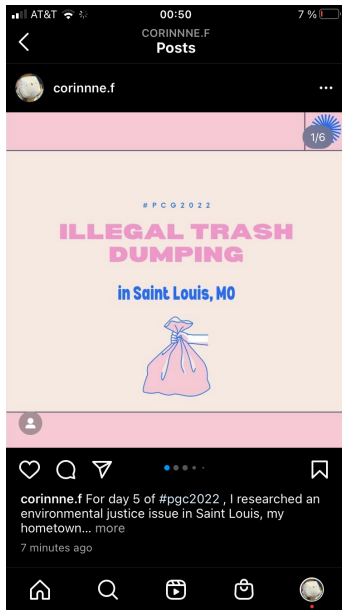 AT&T 00:50 7 %
CORINNNE.F
Posts
corinnne.f
1/6
#PCG2022
ILLEGAL TRASH
DUMPING
in Saint Louis, MO
corinnne.f For day 5 of #pgc2022 , I researched an
environmental justice issue in Saint Louis, my
hometown... more
7 minutes ago